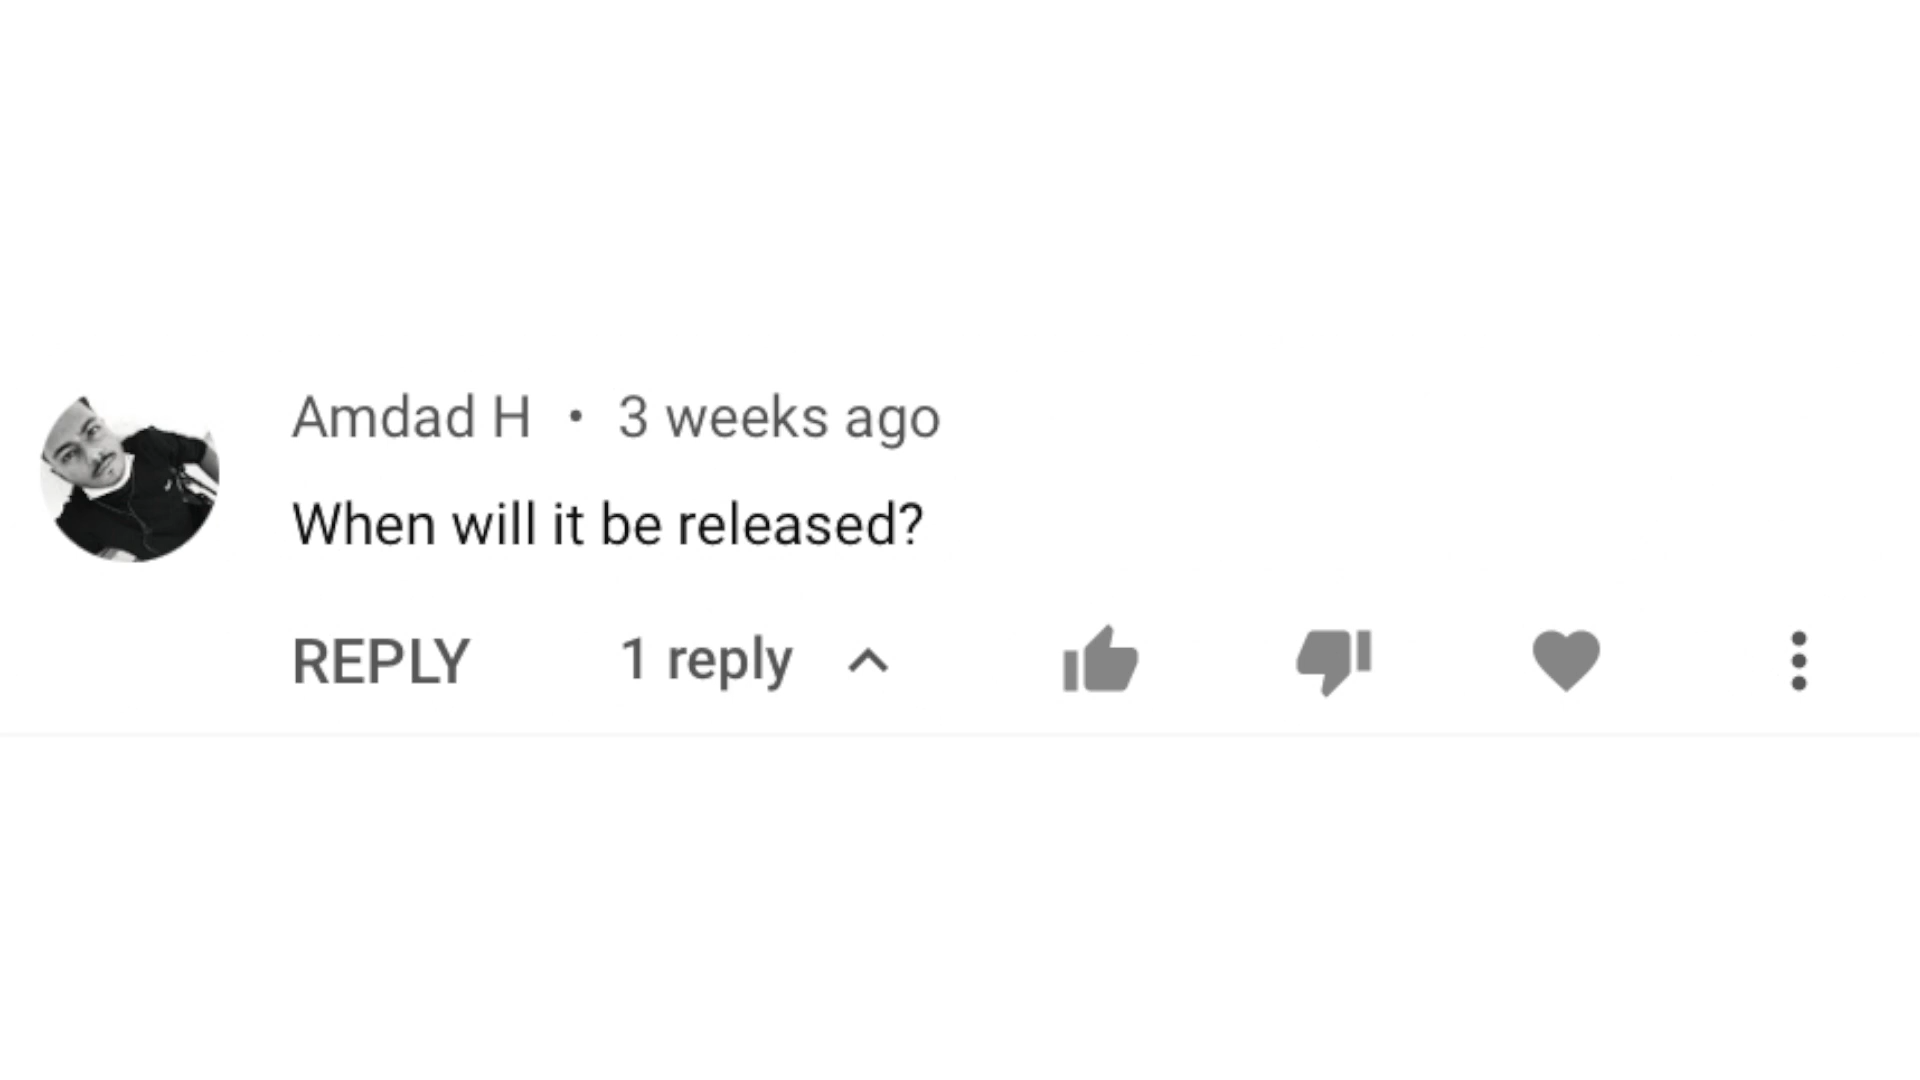 Amdad H • 3 weeks ago
When will it be released?
REPLY 1 reply